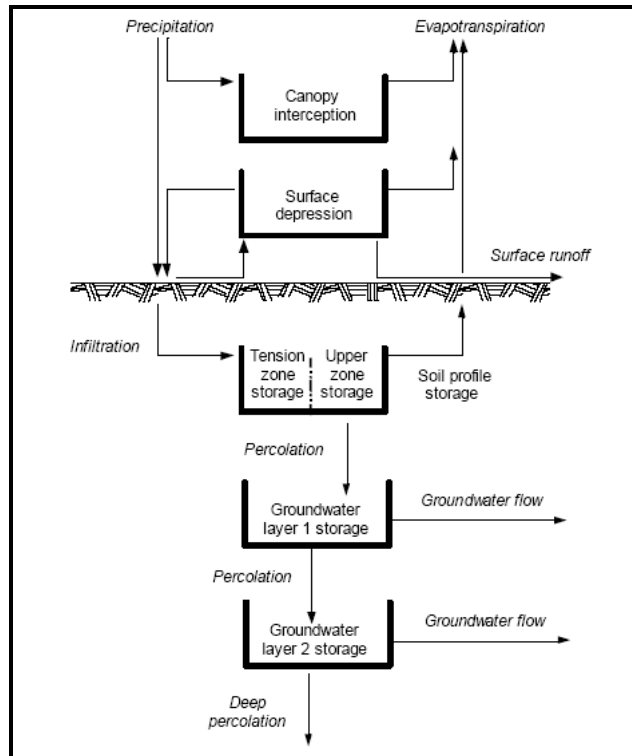 Precipitation
Evapotranspiration
Canopy
interception
Surface
depression
Surface runoff
Infiltration
Tension
zone
storage
Upper
zone
storage
Soil profile
storage
Percolation
Groundwater
layer 1 storage
Groundwater flow
Percolation
Groundwater
layer 2 storage
Groundwater flow
Deep
percolation